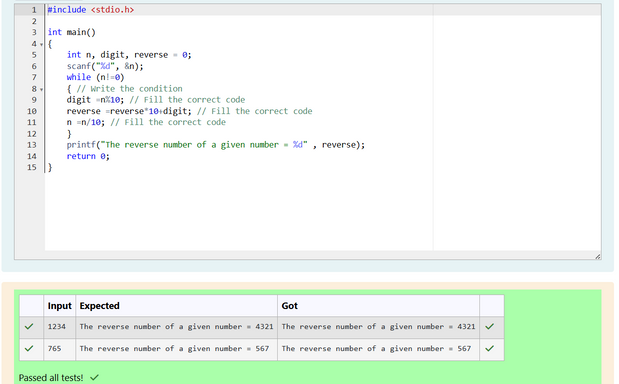 1 #include <stdio.h>
2
3 int main()
4 {
5 int n, digit, reverse = 0;
6 scanf("%d", &n);
7 while (n!=0)
8 { // Write the condition
9 digit =n%10; // Fill the correct code
10 reverse =reverse*10+digit; // Fill the correct code
11 n =n/10; // Fill the correct code
12 }
13 printf("The reverse number of a given number = %d" , reverse);
14 return 0;
15 }
Input Expected Got
✓ 1234 The reverse number of a given number = 4321 The reverse number of a given number = 4321 ✓
✓ 765 The reverse number of a given number = 567 The reverse number of a given number = 567 ✓
Passed all tests! ✓